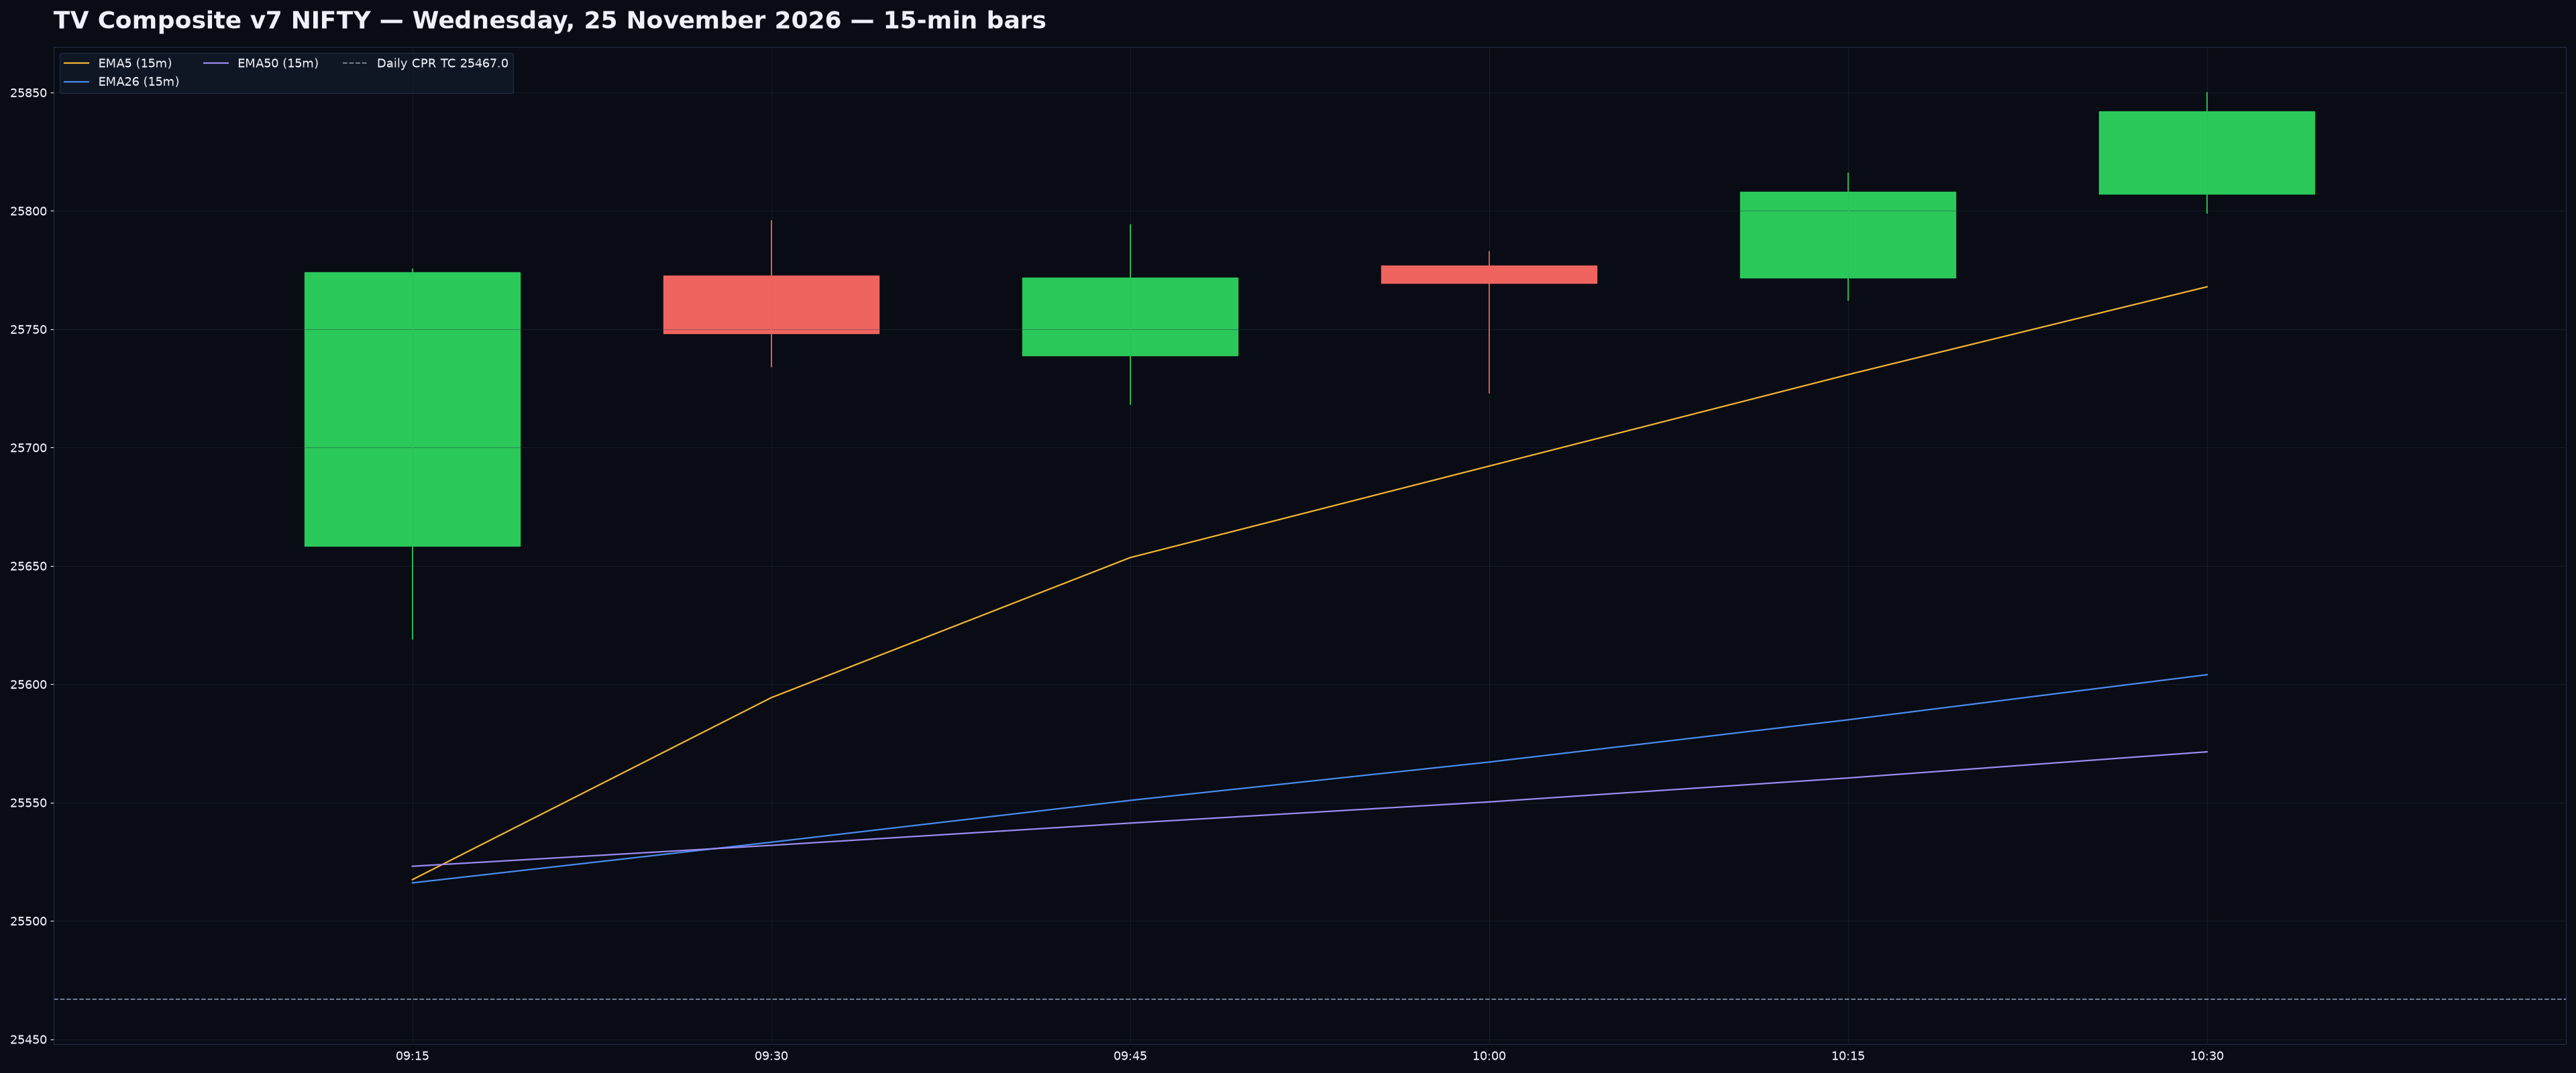 TV Composite v7 NIFTY — Wednesday, 25 November 2026 — 15-min bars
EMA5 (15m) EMA50 (15m) Daily CPR TC 25467.0
EMA26 (15m)
25850
25800
25750
25700
25650
25600
25550
25500
25450
09:15 09:30 09:45 10:00 10:15 10:30